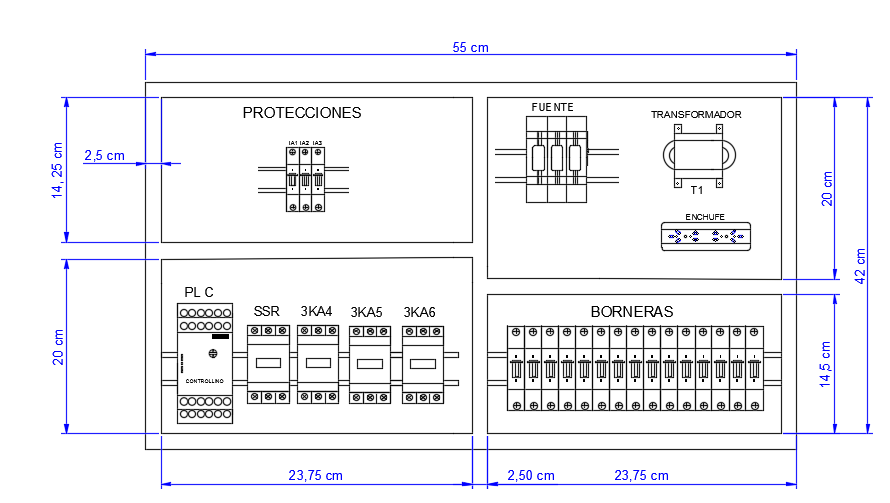 55 cm
PROTECCIONES
IA1 IA2 IA3
FUENTE
TRANSFORMADOR
T1
ENCHUFE
2,5 cm
14, 25 cm
20 cm
42 cm
PLC
SSR
3KA4
3KA5
3KA6
CONTROLLINO
BORNERAS
20 cm
14,5 cm
23,75 cm
2,50 cm
23,75 cm